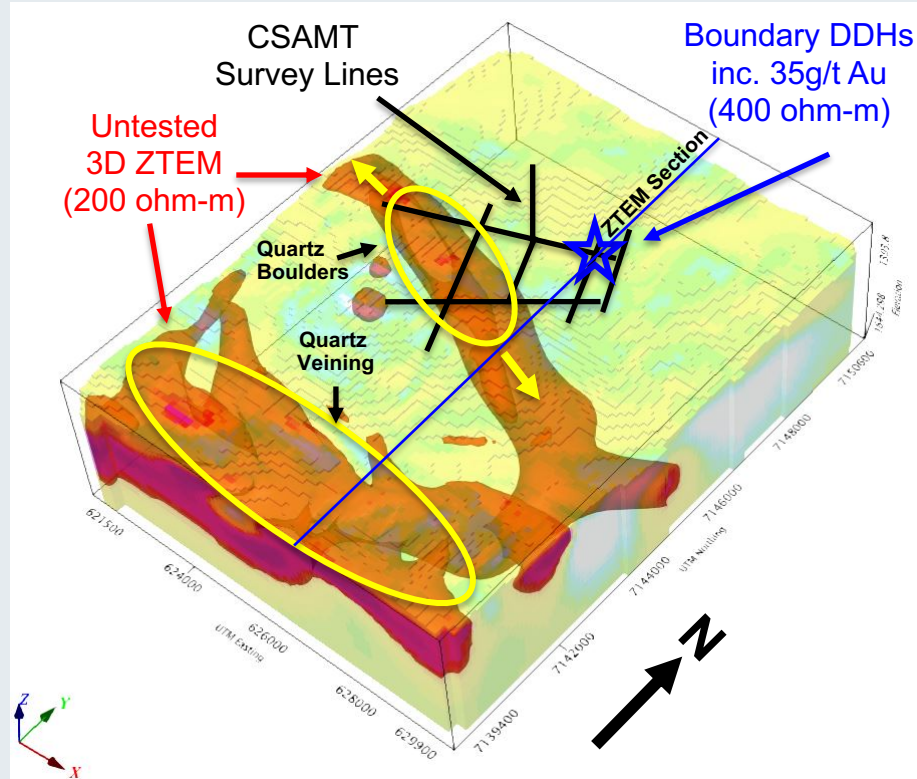 CSAMT
Survey Lines
Boundary DDHs
inc. 35g/t Au
(400 ohm-m)
Untested
3D ZTEM
(200 ohm-m)
ZTEM Section
Quartz
Boulders
Quartz
Veining
Elevation
7150600
7148000
7146000
UTM Northing
7144000
7142000
7139400
621500
624000
UTM Easting
626000
628000
629900
N
Z
Y
X